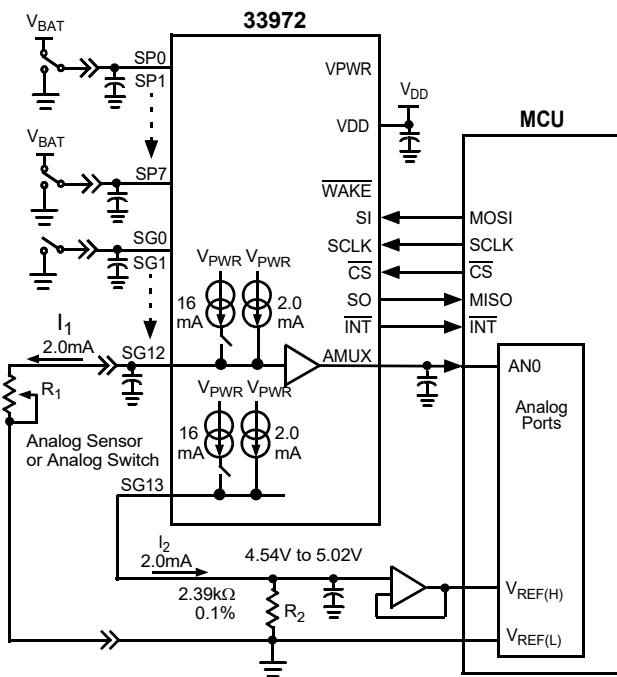 33972
V_BAT
SP0
SP1
VPWR
V_DD
VDD
MCU
V_BAT
SP7
WAKE
SI
MOSI
SG0
SCLK
SCLK
SG1
V_PWR V_PWR
CS
CS
16 mA
2.0 mA
SO
MISO
I_1
INT
INT
2.0mA
SG12
AMUX
AN0
R_1
V_PWR V_PWR
Analog Ports
Analog Sensor
or Analog Switch
16 mA
2.0 mA
SG13
I_2
2.0mA
4.54V to 5.02V
2.39kΩ
0.1%
R_2
V_REF(H)
V_REF(L)